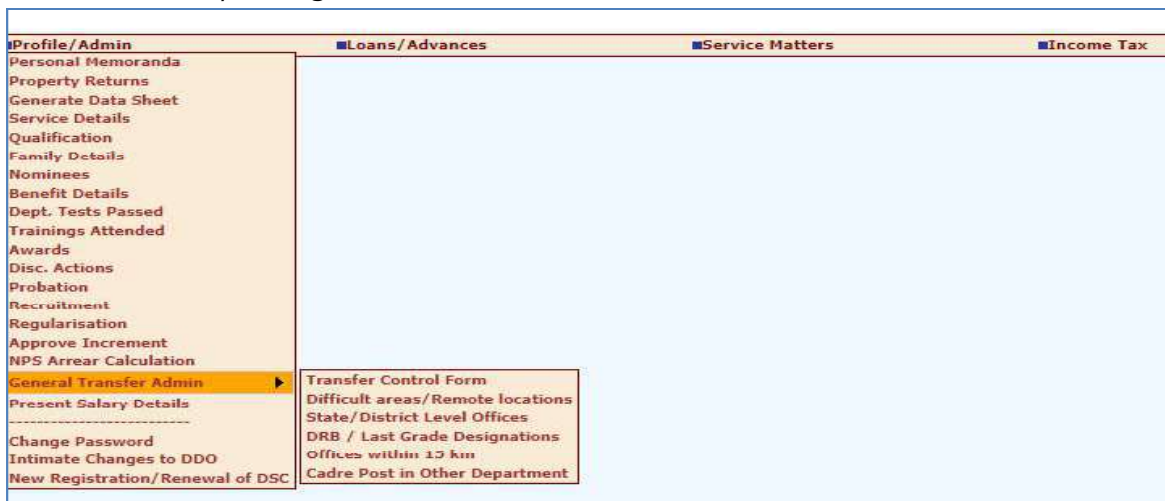 Profile/Admin Loans/Advances Service Matters Income Tax
Personal Memoranda
Property Returns
Generate Data Sheet
Service Details
Qualification
Family Details
Nominees
Benefit Details
Dept. Tests Passed
Trainings Attended
Awards
Disc. Actions
Probation
Recruitment
Regularisation
Approve Increment
NPS Arrear Calculation
General Transfer Admin
Present Salary Details
--------------------------
Change Password
Intimate Changes to DDO
New Registration/Renewal of DSC
Transfer Control Form
Difficult areas/Remote locations
State/District Level Offices
DRB / Last Grade Designations
Offices within 15 km
Cadre Post in Other Department